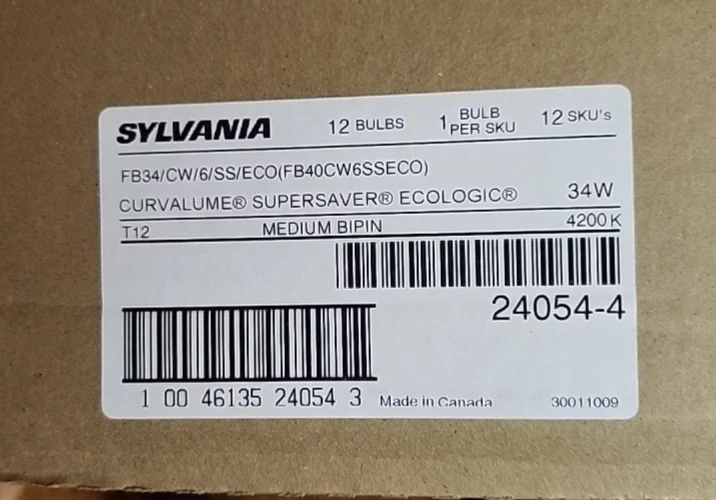 SYLVANIA 12 BULBS 1 BULB PER SKU 12 SKU's
FB34/CW/6/SS/ECO(FB40CW6SSECO)
CURVALUME® SUPERSAVER® ECOLOGIC® 34W
T12 MEDIUM BIPIN 4200K
24054-4
1 00 46135 24054 3 Made in Canada 30011009